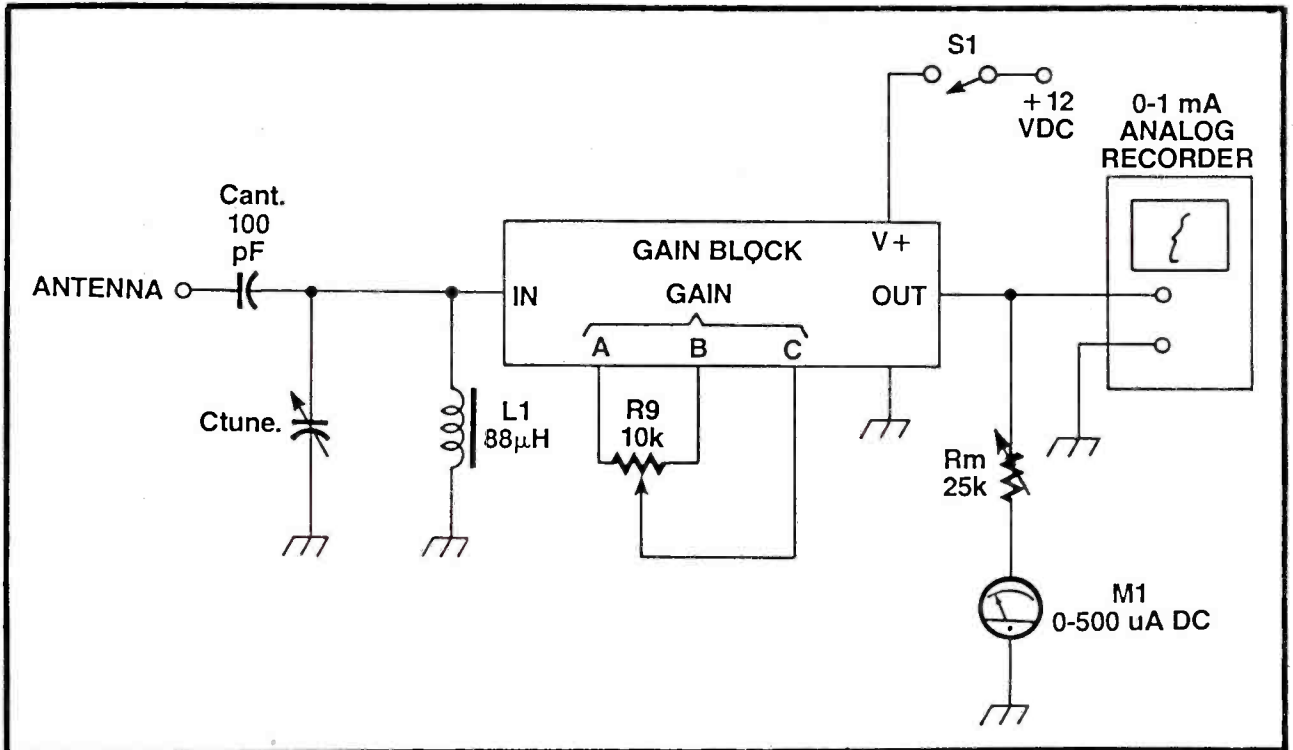 S1
+12
VDC
0-1 mA
ANALOG
RECORDER
Cant.
100
pF
ANTENNA
GAIN BLOCK
V+
IN
GAIN
OUT
A B C
Ctune.
L1
88μH
R9
10k
Rm
25k
M1
0-500 uA DC